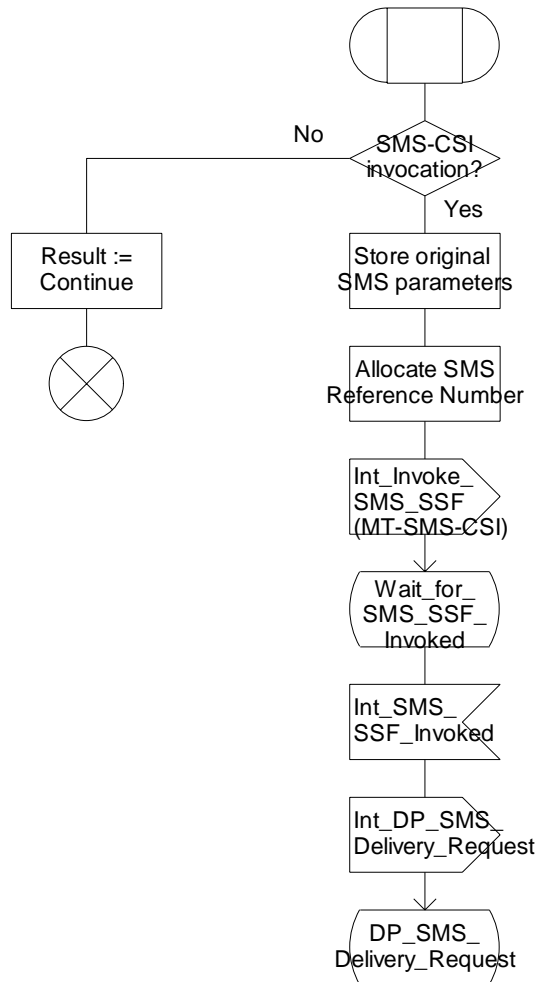 SMS-CSI
invocation?
No
Yes
Result :=
Continue
Store original
SMS parameters
Allocate SMS
Reference Number
Int_Invoke_
SMS_SSF
(MT-SMS-CSI)
Wait_for_
SMS_SSF_
Invoked
Int_SMS_
SSF_Invoked
Int_DP_SMS_
Delivery_Request
DP_SMS_
Delivery_Request